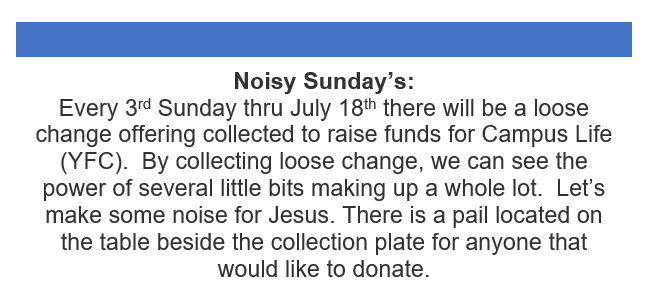 Noisy Sunday’s:
Every 3rd Sunday thru July 18th there will be a loose
change offering collected to raise funds for Campus Life
(YFC).  By collecting loose change, we can see the
power of several little bits making up a whole lot.  Let’s
make some noise for Jesus. There is a pail located on
the table beside the collection plate for anyone that
would like to donate.